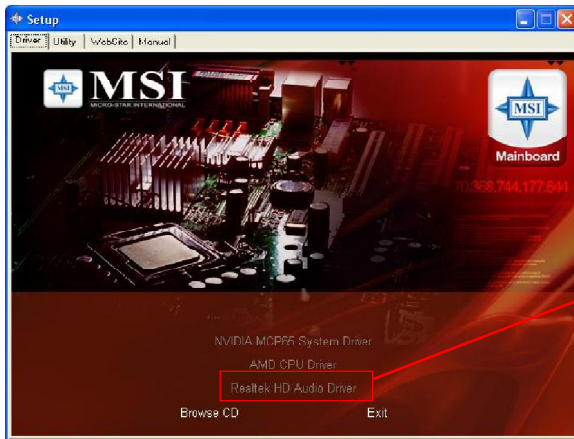 Setup
Driver Utility WebSite Manual
MSI
MICRO-STAR INTERNATIONAL
MSI
MSI
Mainboard
70.368.744.177.644
NVIDIA MCP65 System Driver
AMD CPU Driver
Realtek HD Audio Driver
Browse CD Exit